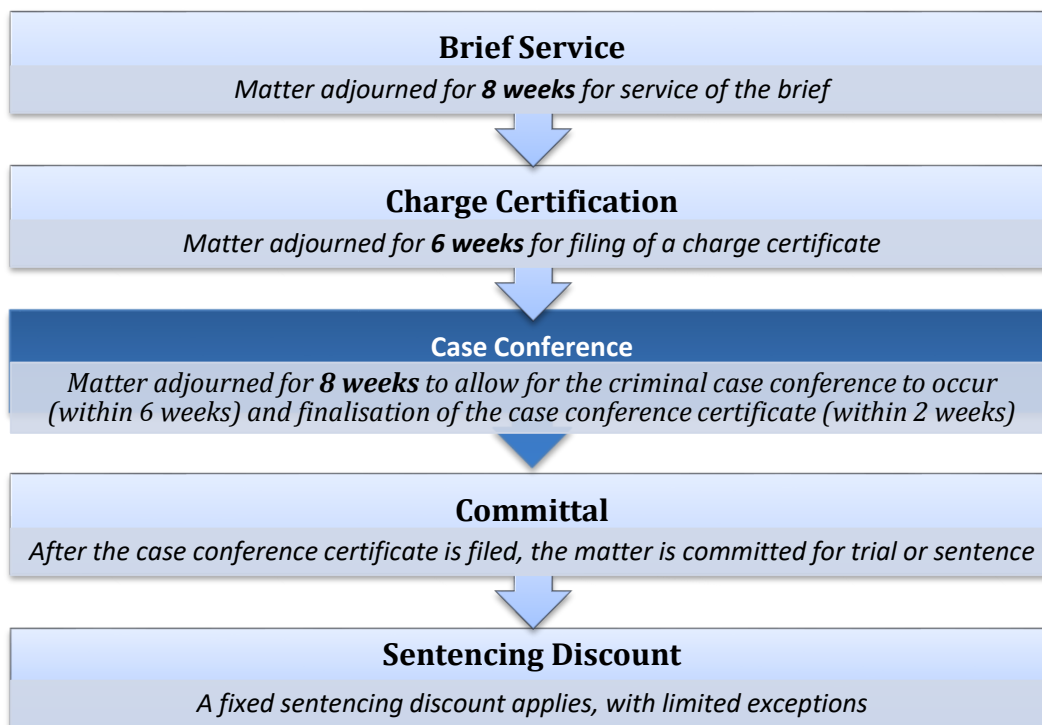 Brief Service
Matter adjourned for 8 weeks for service of the brief
Charge Certification
Matter adjourned for 6 weeks for filing of a charge certificate
Case Conference
Matter adjourned for 8 weeks to allow for the criminal case conference to occur
(within 6 weeks) and finalisation of the case conference certificate (within 2 weeks)
Committal
After the case conference certificate is filed, the matter is committed for trial or sentence
Sentencing Discount
A fixed sentencing discount applies, with limited exceptions